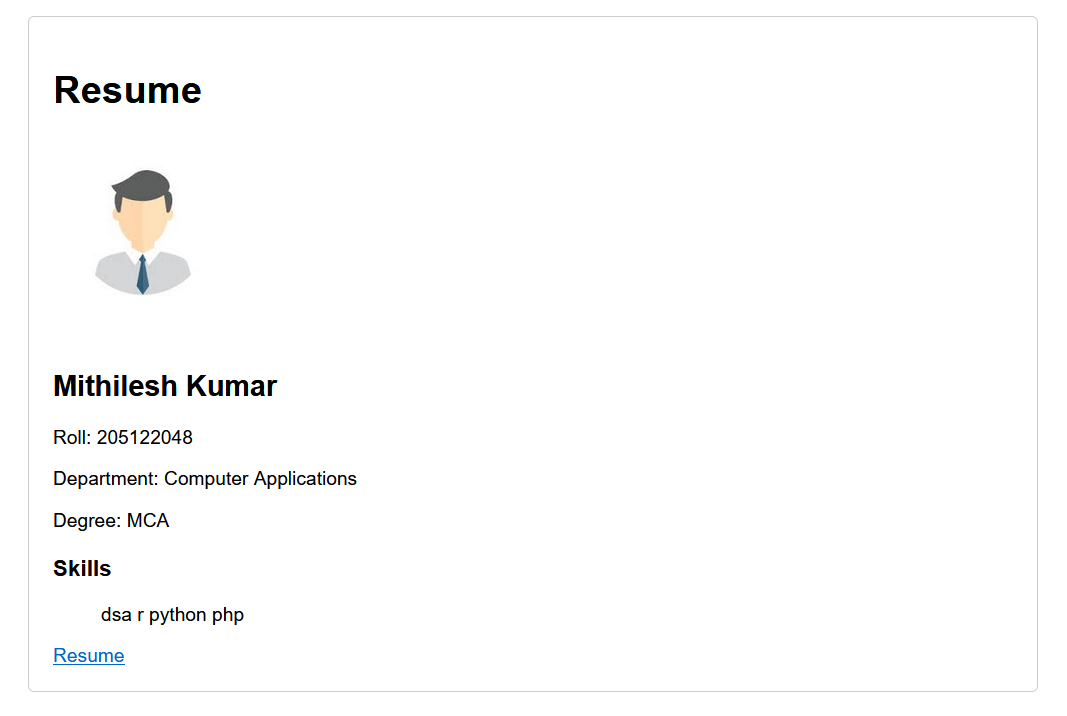 Resume
Mithilesh Kumar
Roll: 205122048
Department: Computer Applications
Degree: MCA
Skills
dsa r python php
Resume